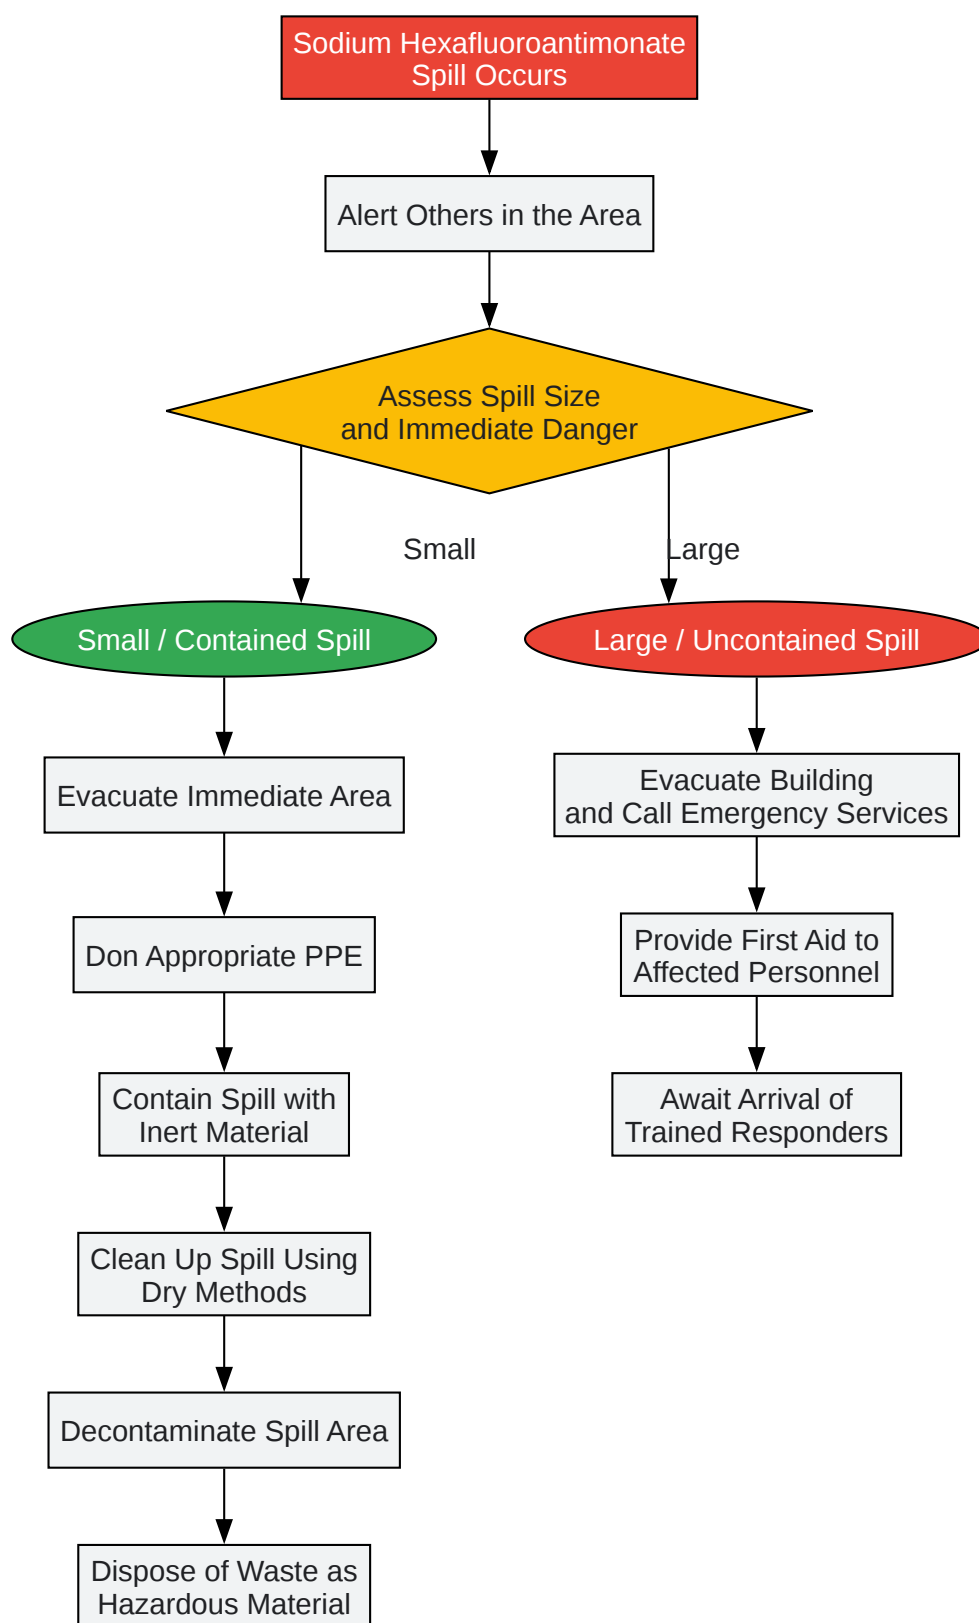 Sodium Hexafluoroantimonate
Spill Occurs
Alert Others in the Area
Assess Spill Size
and Immediate Danger
Small
Large
Small / Contained Spill
Large / Uncontained Spill
Evacuate Immediate Area
Evacuate Building
and Call Emergency Services
Don Appropriate PPE
Provide First Aid to
Affected Personnel
Contain Spill with
Inert Material
Await Arrival of
Trained Responders
Clean Up Spill Using
Dry Methods
Decontaminate Spill Area
Dispose of Waste as
Hazardous Material